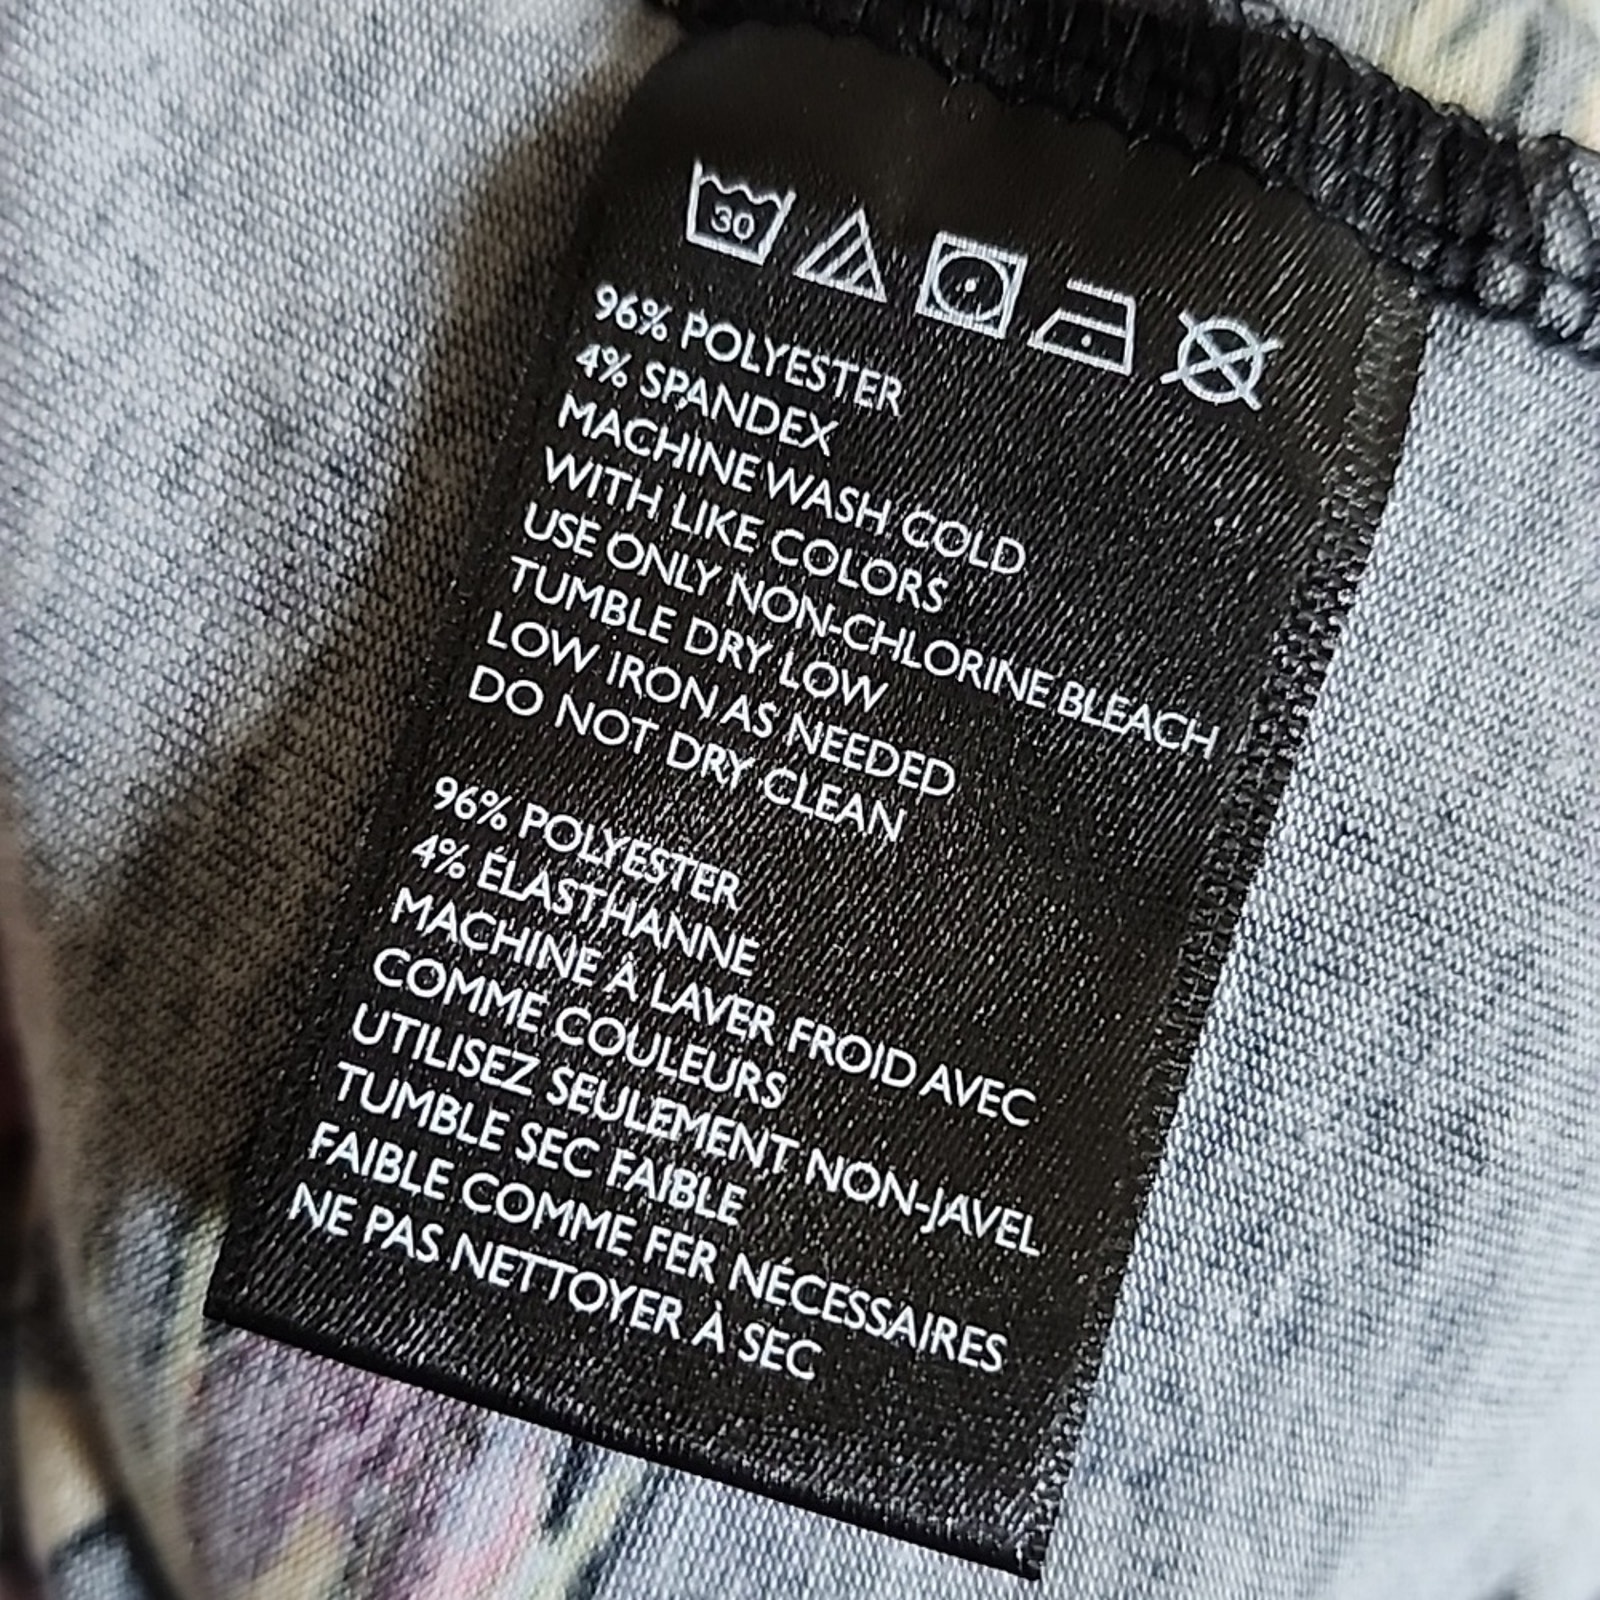 30
96% POLYESTER
4% SPANDEX
MACHINE WASH COLD
WITH LIKE COLORS
USE ONLY NON-CHLORINE BLEACH
TUMBLE DRY LOW
LOW IRON AS NEEDED
DO NOT DRY CLEAN
96% POLYESTER
4% ÉLASTHANNE
MACHINE À LAVER FROID AVEC
COMME COULEURS
UTILISEZ SEULEMENT NON-JAVEL
TUMBLE SEC FAIBLE
FAIBLE COMME FER NÉCESSAIRES
NE PAS NETTOYER À SEC